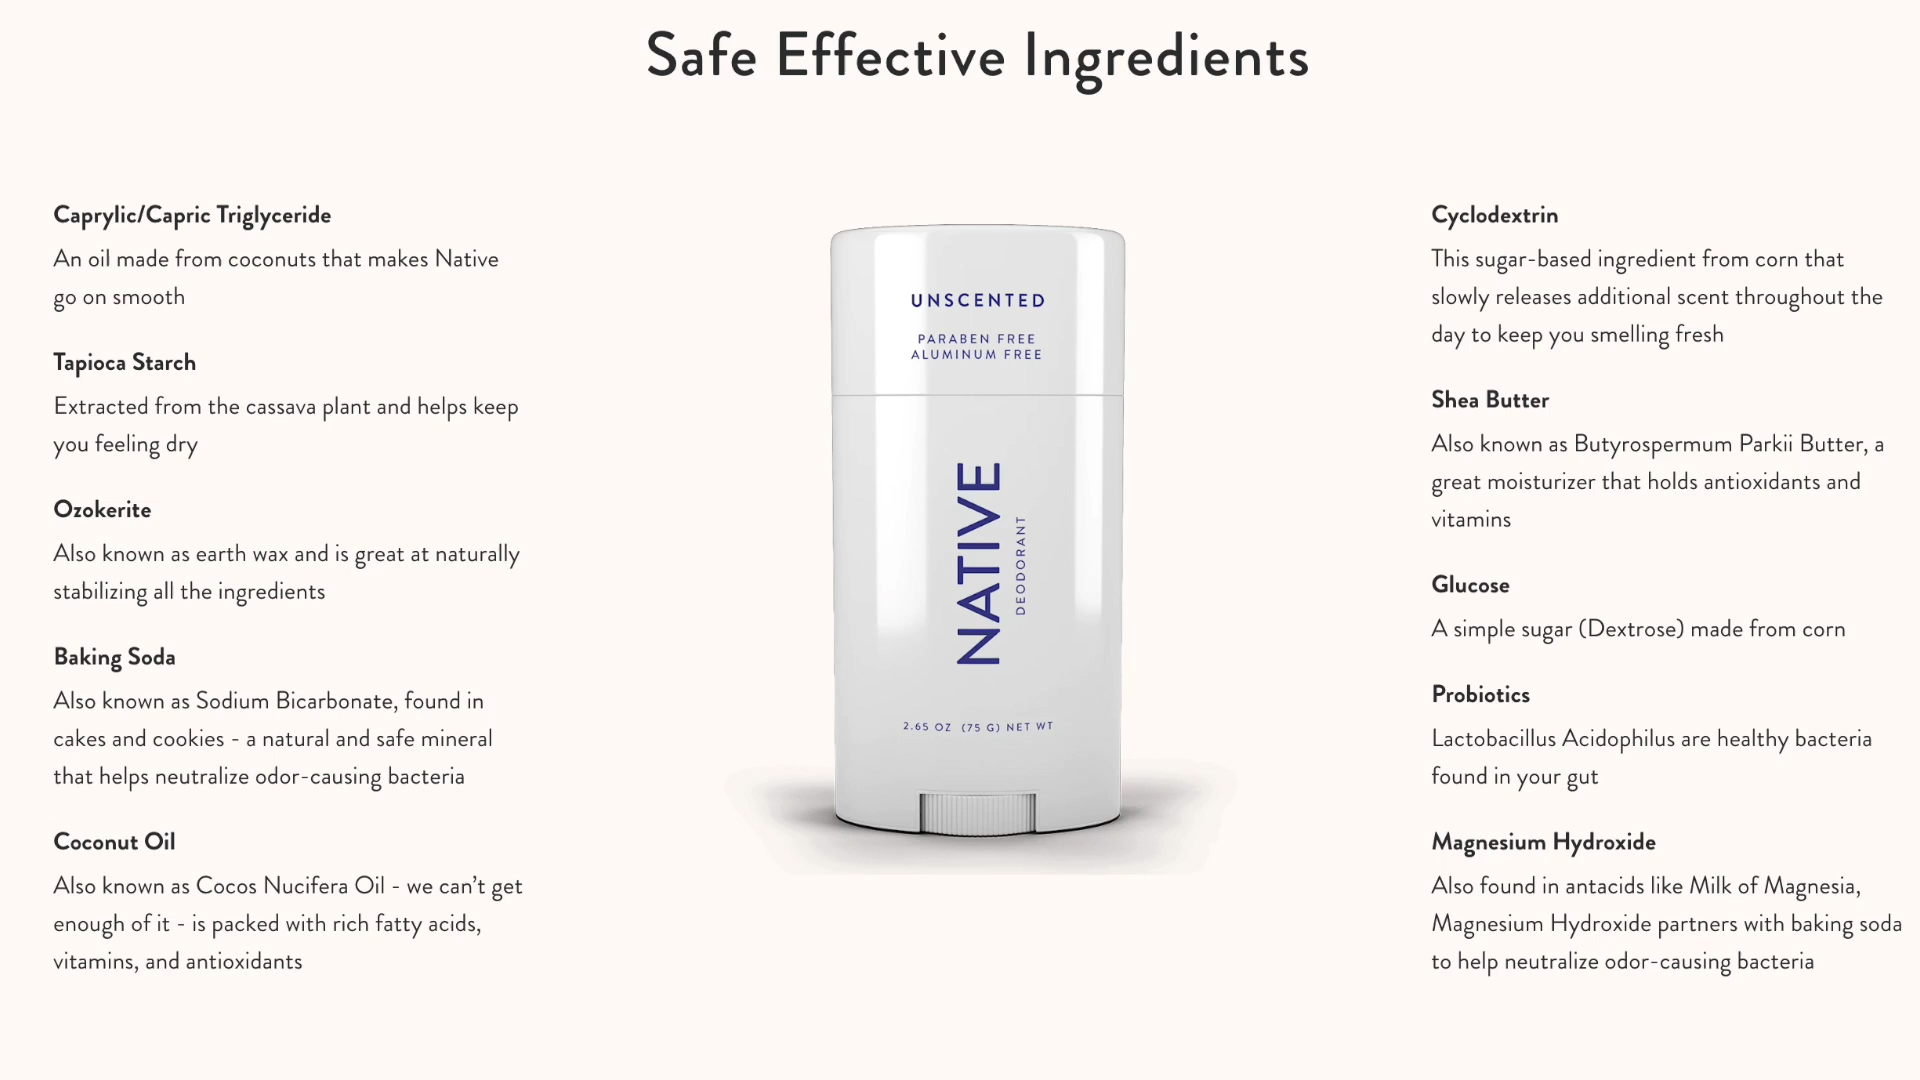 Safe Effective Ingredients
Caprylic/Capric Triglyceride
An oil made from coconuts that makes Native
go on smooth
Tapioca Starch
Extracted from the cassava plant and helps keep
you feeling dry
Ozokerite
Also known as earth wax and is great at naturally
stabilizing all the ingredients
Baking Soda
Also known as Sodium Bicarbonate, found in
cakes and cookies - a natural and safe mineral
that helps neutralize odor-causing bacteria
Coconut Oil
Also known as Cocos Nucifera Oil - we can’t get
enough of it - is packed with rich fatty acids,
vitamins, and antioxidants
UNSCENTED
PARABEN FREE
ALUMINUM FREE
NATIVE
DEODORANT
2.65 OZ (75 G) NET WT
Cyclodextrin
This sugar-based ingredient from corn that
slowly releases additional scent throughout the
day to keep you smelling fresh
Shea Butter
Also known as Butyrospermum Parkii Butter, a
great moisturizer that holds antioxidants and
vitamins
Glucose
A simple sugar (Dextrose) made from corn
Probiotics
Lactobacillus Acidophilus are healthy bacteria
found in your gut
Magnesium Hydroxide
Also found in antacids like Milk of Magnesia,
Magnesium Hydroxide partners with baking soda
to help neutralize odor-causing bacteria